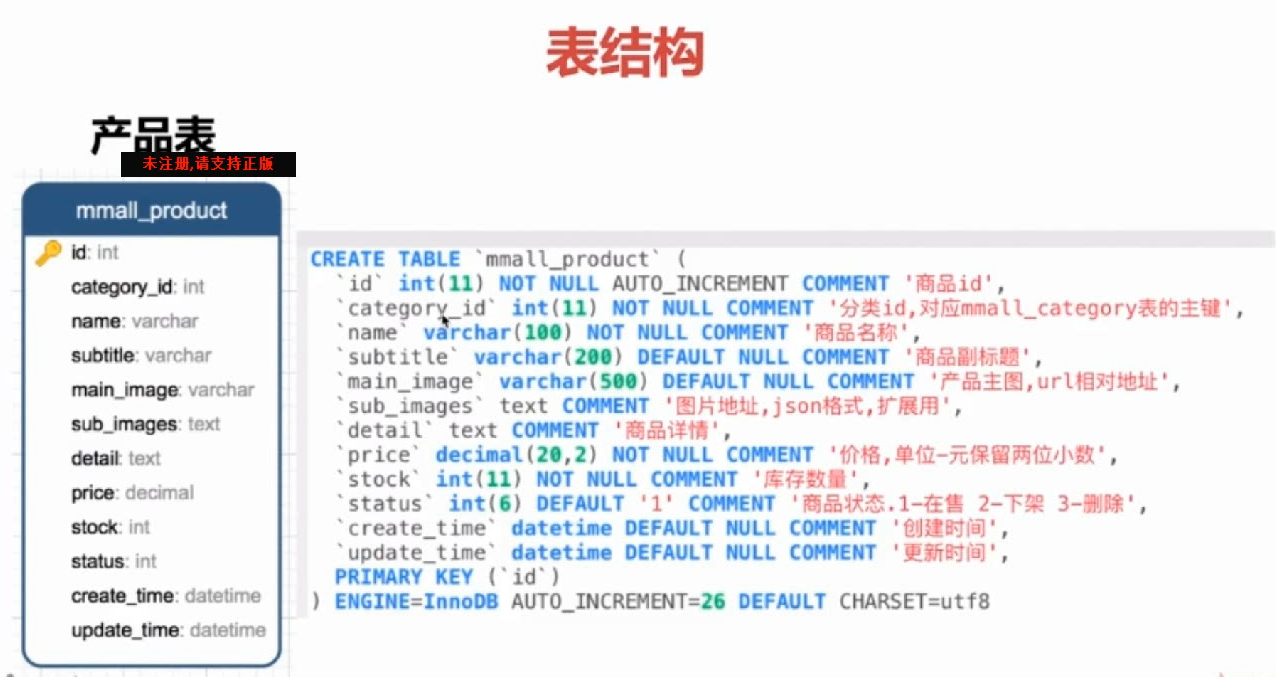 表结构
产品表
未注册,请支持正版
mmall_product
id: int
category_id: int
name: varchar
subtitle: varchar
main_image: varchar
sub_images: text
detail: text
price: decimal
stock: int
status: int
create_time: datetime
update_time: datetime
CREATE TABLE `mmall_product` (
`id` int(11) NOT NULL AUTO_INCREMENT COMMENT '商品id',
`category_id` int(11) NOT NULL COMMENT '分类id,对应mmall_category表的主键',
`name` varchar(100) NOT NULL COMMENT '商品名称',
`subtitle` varchar(200) DEFAULT NULL COMMENT '商品副标题',
`main_image` varchar(500) DEFAULT NULL COMMENT '产品主图,url相对地址',
`sub_images` text COMMENT '图片地址,json格式,扩展用',
`detail` text COMMENT '商品详情',
`price` decimal(20,2) NOT NULL COMMENT '价格,单位-元保留两位小数',
`stock` int(11) NOT NULL COMMENT '库存数量',
`status` int(6) DEFAULT '1' COMMENT '商品状态.1-在售 2-下架 3-删除',
`create_time` datetime DEFAULT NULL COMMENT '创建时间',
`update_time` datetime DEFAULT NULL COMMENT '更新时间',
PRIMARY KEY (`id`)
) ENGINE=InnoDB AUTO_INCREMENT=26 DEFAULT CHARSET=utf8